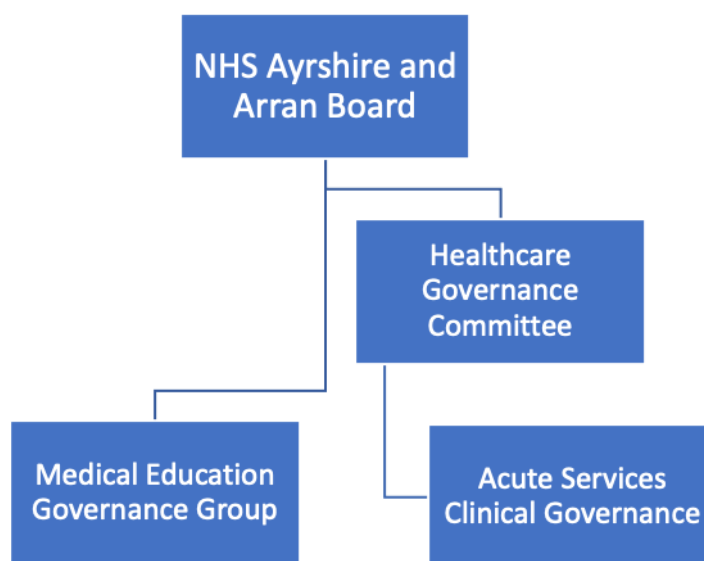 NHS Ayrshire and
Arran Board
Healthcare
Governance
Committee
Medical Education
Governance Group
Acute Services
Clinical Governance